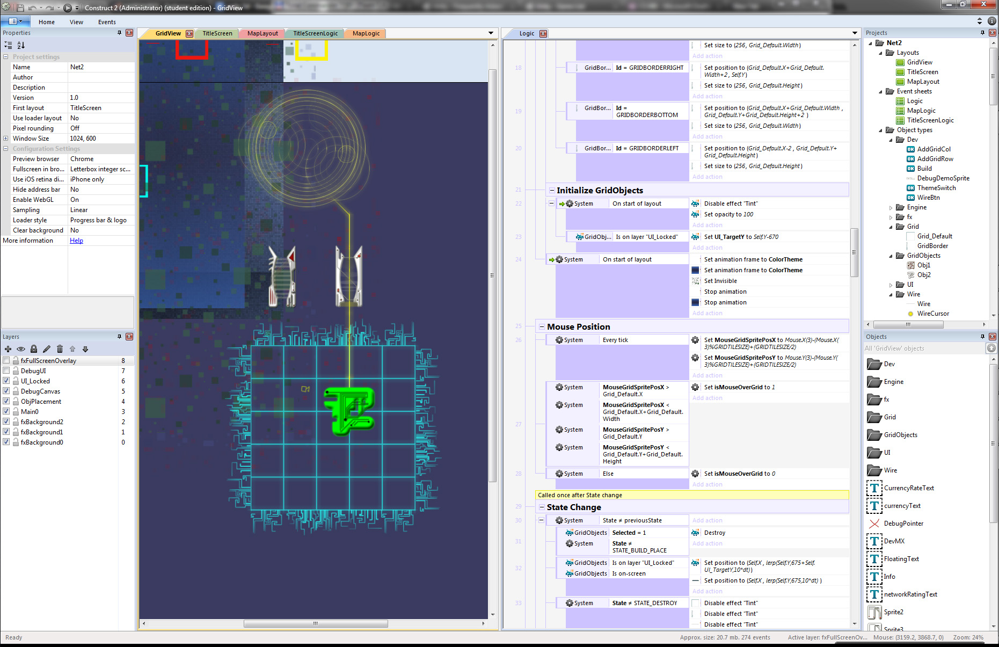 Construct 2 (Administrator) (student edition) - GridView
Home View Events
Properties
Project settings
Name Net2
Author
Description
Version 1.0
First layout TitleScreen
Use loader layout No
Pixel rounding Off
Window Size 1024, 600
Configuration Settings
Preview browser Chrome
Fullscreen in bro... Letterbox integer sc...
Use iOS retina di... iPhone only
Hide address bar No
Enable WebGL On
Sampling Linear
Loader style Progress bar & logo
Clear background No
More information Help
Layers
fxFullScreenOverlay 8
DebugUI 7
UI_Locked 6
DebugCanvas 5
ObjPlacement 4
Main0 3
fxBackground2 2
fxBackground1 1
fxBackground0 0
GridView TitleScreen MapLayout TitleScreenLogic MapLogic
Logic
Set size to (256, Grid_Default.Width)
Add action
18 GridBor... Id = GRIDBORDERRIGHT Set position to (Grid_Default.X+Grid_Default.
Width+2 , Self.Y)
Set size to (256, Grid_Default.Height)
Add action
19 GridBor... Id =
GRIDBORDERBOTTOM
Set position to (Grid_Default.X+Grid_Default.Width ,
Grid_Default.Y+Grid_Default.Height+2 )
Set size to (256, Grid_Default.Width)
Add action
20 GridBor... Id = GRIDBORDERLEFT Set position to (Grid_Default.X-2 , Grid_Default.Y+
Grid_Default.Height)
Set size to (256, Grid_Default.Height)
Add action
21 Initialize GridObjects
22 System On start of layout Disable effect "Tint"
Set opacity to 100
Add action
23 GridObj... Is on layer "UI_Locked" Set UI_TargetY to Self.Y-670
Add action
24 System On start of layout Set animation frame to ColorTheme
Set animation frame to ColorTheme
Set Invisible
Stop animation
Stop animation
Add action
25 Mouse Position
26 System Every tick Set MouseGridSpritePosX to Mouse.X(3)-(Mouse.X(
3)%GRIDTILESIZE)+(GRIDTILESIZE/2)
Set MouseGridSpritePosY to Mouse.Y(3)-(Mouse.Y(
3)%GRIDTILESIZE)+(GRIDTILESIZE/2)
Add action
27
System MouseGridSpritePosX >
Grid_Default.X
Set isMouseOverGrid to 1
Add action
System MouseGridSpritePosX <
Grid_Default.X+Grid_Default.
Width
System MouseGridSpritePosY >
Grid_Default.Y
System MouseGridSpritePosY <
Grid_Default.Y+Grid_Default.
Height
28 System Else Set isMouseOverGrid to 0
Add action
Called once after State change
29 State Change
30 System State ≠ previousState Add action
31 GridObjects Selected = 1 Destroy
System State ≠
STATE_BUILD_PLACE
Add action
32 GridObjects Is on layer "UI_Locked" Set position to (Self.X , lerp(Self.Y,675+Self.
UI_TargetY,10*dt))
GridObjects Is on-screen
Set position to (Self.X , lerp(Self.Y,675,10*dt) )
Add action
33 System State ≠ STATE_DESTROY Disable effect "Tint"
Disable effect "Tint"
Disable effect "Tint"
Projects
Net2
Layouts
GridView
TitleScreen
MapLayout
Event sheets
Logic
MapLogic
TitleScreenLogic
Object types
Dev
AddGridCol
AddGridRow
Build
DebugDemoSprite
ThemeSwitch
WireBtn
Engine
fx
Grid
Grid_Default
GridBorder
GridObjects
Obj1
Obj2
UI
Wire
Wire
WireCursor
Objects
All 'GridView' objects
Dev
Engine
fx
Grid
GridObjects
UI
Wire
CurrencyRateText
currencyText
DebugPointer
DevMX
FloatingText
Info
networkRatingText
Sprite2
Sprite3
Ready Approx. size: 20.7 mb. 274 events Active layer: fxFullScreenOv... Mouse: (3159.2, 3868.7, 0) Zoom: 24%